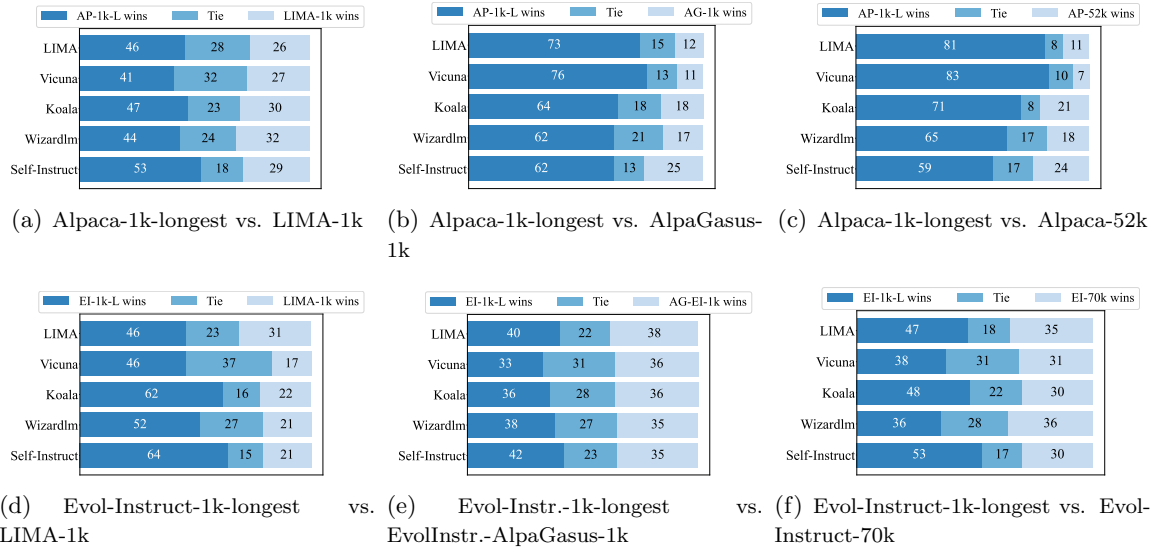 AP-1k-L wins Tie LIMA-1k wins
LIMA 46 28 26
Vicuna 41 32 27
Koala 47 23 30
Wizardlm 44 24 32
Self-Instruct 53 18 29
(a) Alpaca-1k-longest vs. LIMA-1k
AP-1k-L wins Tie AG-1k wins
LIMA 73 15 12
Vicuna 76 13 11
Koala 64 18 18
Wizardlm 62 21 17
Self-Instruct 62 13 25
(b) Alpaca-1k-longest vs. AlpaGasus-
1k
AP-1k-L wins Tie AP-52k wins
LIMA 81 8 11
Vicuna 83 10 7
Koala 71 8 21
Wizardlm 65 17 18
Self-Instruct 59 17 24
(c) Alpaca-1k-longest vs. Alpaca-52k
EI-1k-L wins Tie LIMA-1k wins
LIMA 46 23 31
Vicuna 46 37 17
Koala 62 16 22
Wizardlm 52 27 21
Self-Instruct 64 15 21
(d) Evol-Instruct-1k-longest vs.
LIMA-1k
EI-1k-L wins Tie AG-EI-1k wins
LIMA 40 22 38
Vicuna 33 31 36
Koala 36 28 36
Wizardlm 38 27 35
Self-Instruct 42 23 35
(e) Evol-Instr.-1k-longest vs.
EvolInstr.-AlpaGasus-1k
EI-1k-L wins Tie EI-70k wins
LIMA 47 18 35
Vicuna 38 31 31
Koala 48 22 30
Wizardlm 36 28 36
Self-Instruct 53 17 30
(f) Evol-Instruct-1k-longest vs. Evol-
Instruct-70k